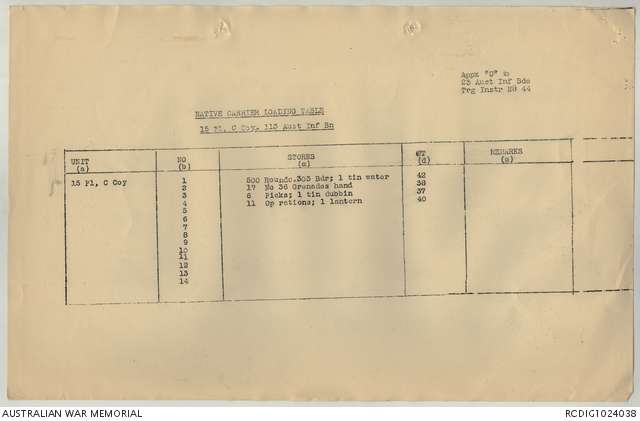 Appx "C" to
23 Aust Inf Bde
Trg Instr No 44
NATIVE CARRIER LOADING TABLE
15 Pl, C Coy, 113 Aust Inf Bn
UNIT NO STORES WT REMARKS
(a) (b) (c) (d) (e)
15 Pl, C Coy 1 500 Rounds .303 Bdr; 1 tin water 42
2 17 No 36 Grenades hand 38
3 6 Picks; 1 tin dubbin 37
4 11 Op rations; 1 lantern 40
5
6
7
8
9
10
11
12
13
14
AUSTRALIAN WAR MEMORIAL RCDIG1024038